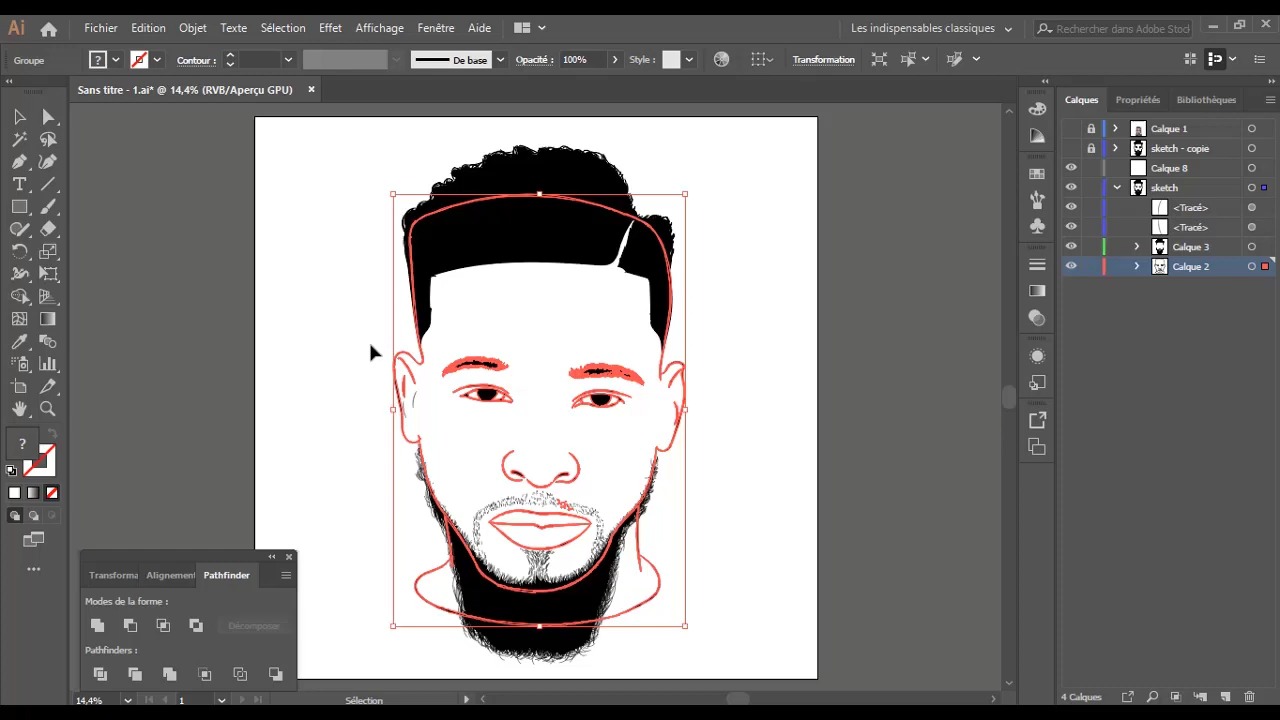 Ai
Fichier Edition Objet Texte Sélection Effet Affichage Fenêtre Aide
Les indispensables classiques
Rechercher dans Adobe Stoc
Groupe
?
Contour :
De base
Opacité : 100%
Style :
Transformation
Sans titre - 1.ai* @ 14,4% (RVB/Aperçu GPU)
Calques Propriétés Bibliothèques
Calque 1
sketch - copie
Calque 8
sketch
<Tracé>
<Tracé>
Calque 3
Calque 2
?
Transforma Alignement Pathfinder
Modes de la forme :
Décomposer
Pathfinders :
14,4% 1 Sélection
4 Calques